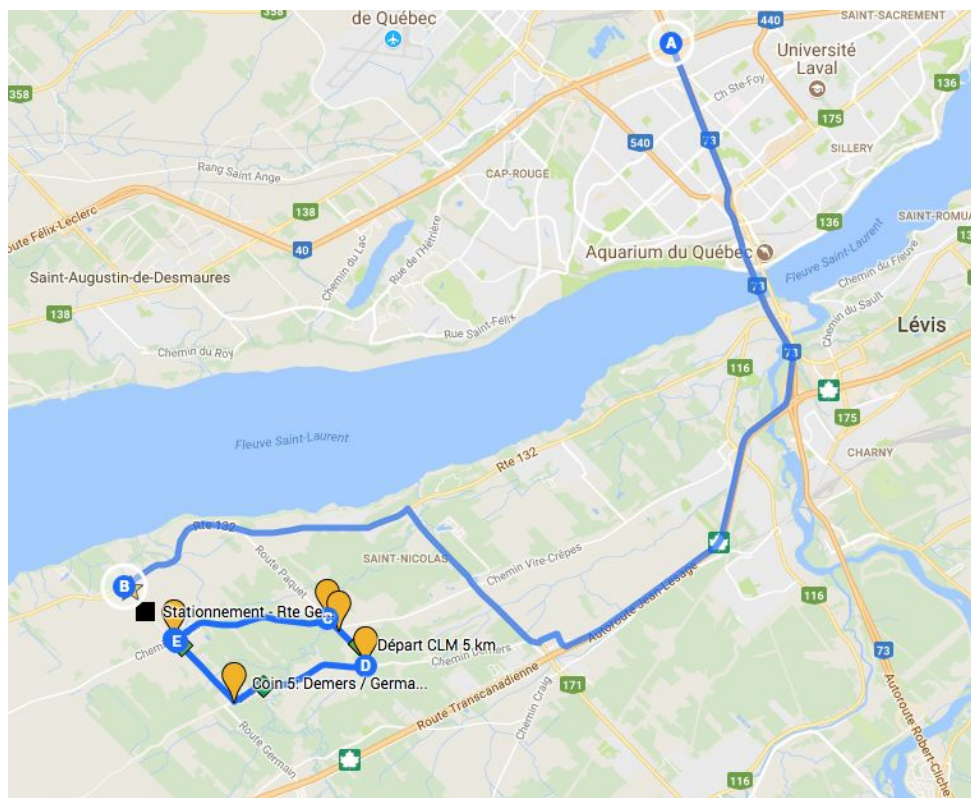 de Québec
SAINT-SACREMENT
440
A
Université
Laval
358
358
Ch Ste-Foy
136
175
73
540
SILLERY
CAP-ROUGE
Rang Saint Ange
138
136
SAINT-ROMUA
oute Félix-Leclerc
40
Chemin du Lac
Rue de l'Hêtrière
Aquarium du Québec
Fleuve Saint-Laurent
Chemin du Fleuve
Saint-Augustin-de-Desmaures
73
Chemin du Sault
138
Rue Saint-Félix
Lévis
Chemin du Roy
73
116
175
Fleuve Saint-Laurent
Rte 132
CHARNY
Rte 132
Route Paquet
SAINT-NICOLAS
Chemin Vire-Crêpes
Autoroute Jean-Lesage
B
116
Stationnement - Rte Ge...
C
E
Chemin
Départ CLM 5 km
D
Chemin Demers
73
Coin 5: Demers / Germa...
171
Route Transcanadienne
Chemin Craig
Route Germain
Autoroute Robert-Cliche